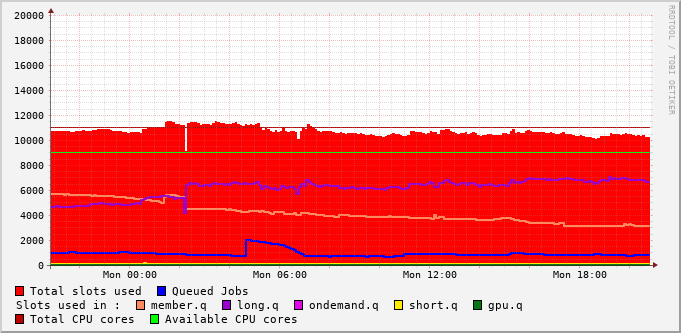 20000
18000
16000
14000
12000
10000
8000
6000
4000
2000
0
Mon 00:00 Mon 06:00 Mon 12:00 Mon 18:00
RRDTOOL / TOBI OETIKER
Total slots used Queued Jobs
Slots used in : member.q long.q ondemand.q short.q gpu.q
Total CPU cores Available CPU cores